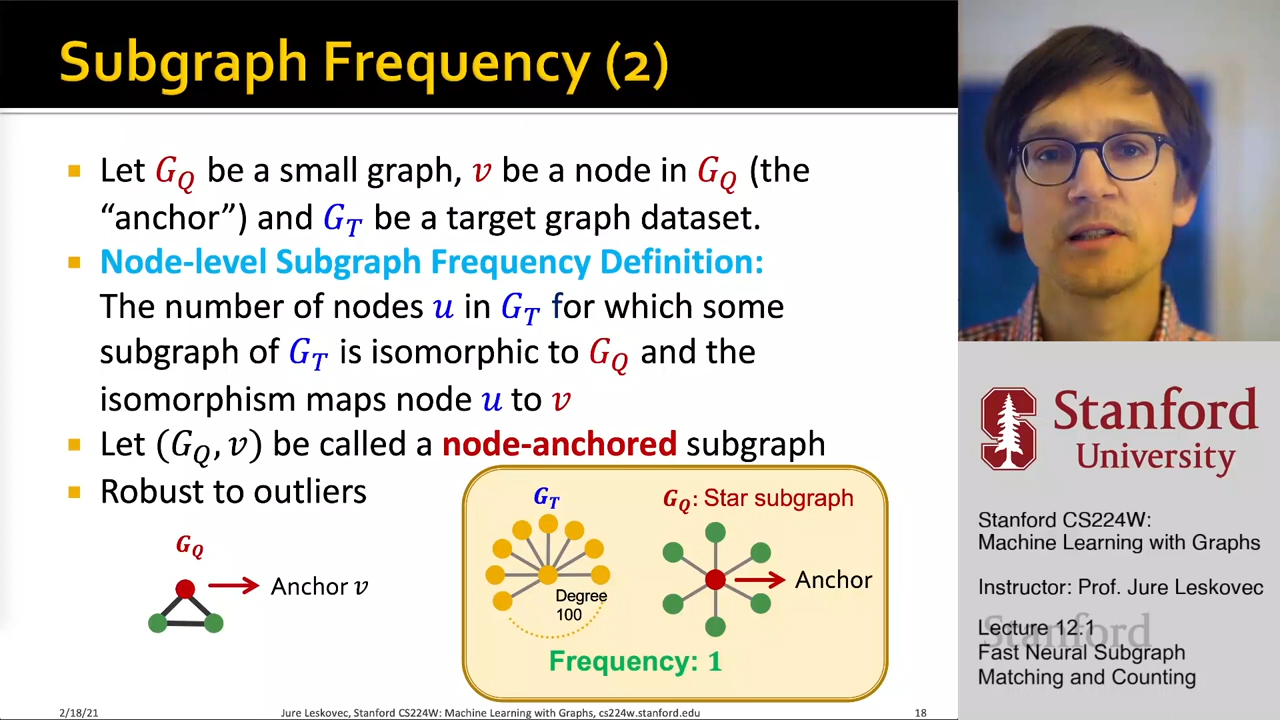 Subgraph Frequency (2)
Let G_Q be a small graph, v be a node in G_Q (the
“anchor”) and G_T be a target graph dataset.
Node-level Subgraph Frequency Definition:
The number of nodes u in G_T for which some
subgraph of G_T is isomorphic to G_Q and the
isomorphism maps node u to v
Let (G_Q, v) be called a node-anchored subgraph
Robust to outliers
G_Q
Anchor v
G_T
G_Q: Star subgraph
Degree
100
Anchor
Frequency: 1
2/18/21
Jure Leskovec, Stanford CS224W: Machine Learning with Graphs, cs224w.stanford.edu
18
Stanford
University
Stanford CS224W:
Machine Learning with Graphs
Instructor: Prof. Jure Leskovec
Stanford
Lecture 12.1
Fast Neural Subgraph
Matching and Counting